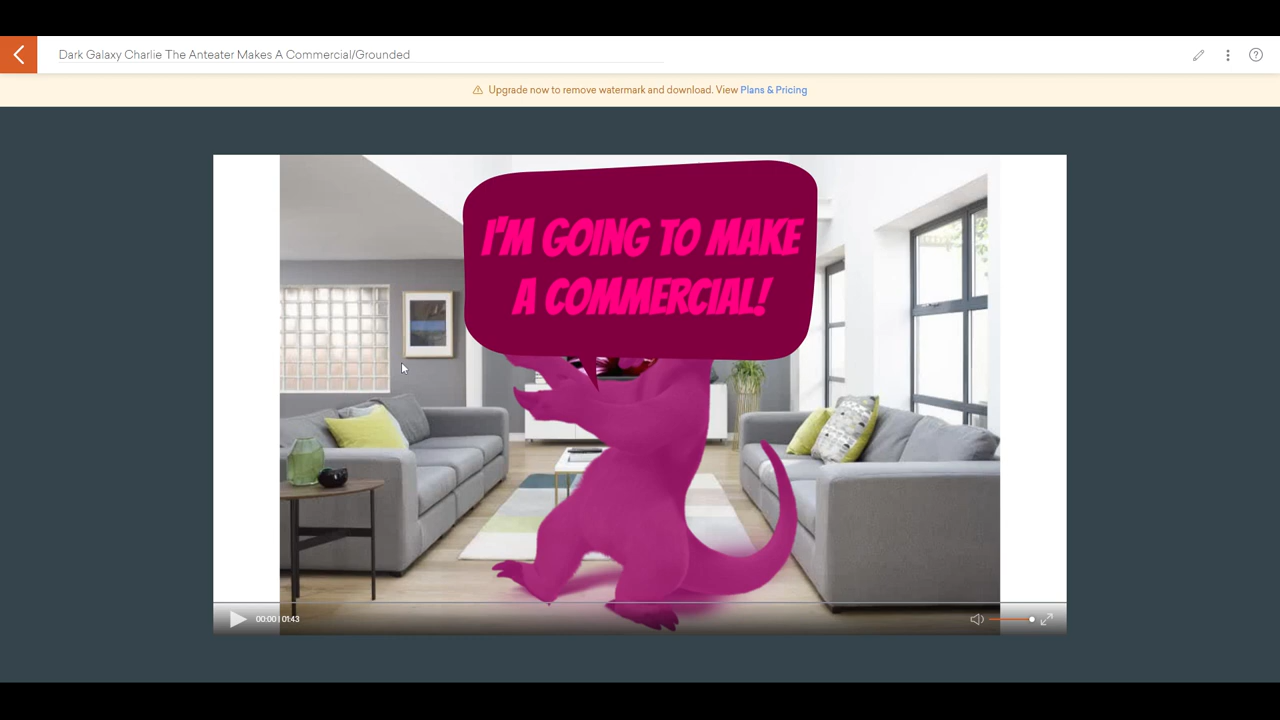 Dark Galaxy Charlie The Anteater Makes A Commercial/Grounded
Upgrade now to remove watermark and download. View Plans & Pricing
I'M GOING TO MAKE
A COMMERCIAL!
00:00 | 01:43